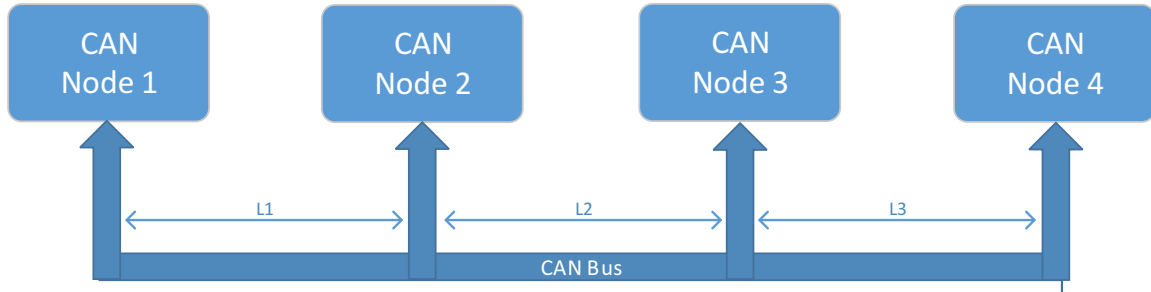 CAN
Node 1
CAN
Node 2
CAN
Node 3
CAN
Node 4
L1
L2
L3
CAN Bus